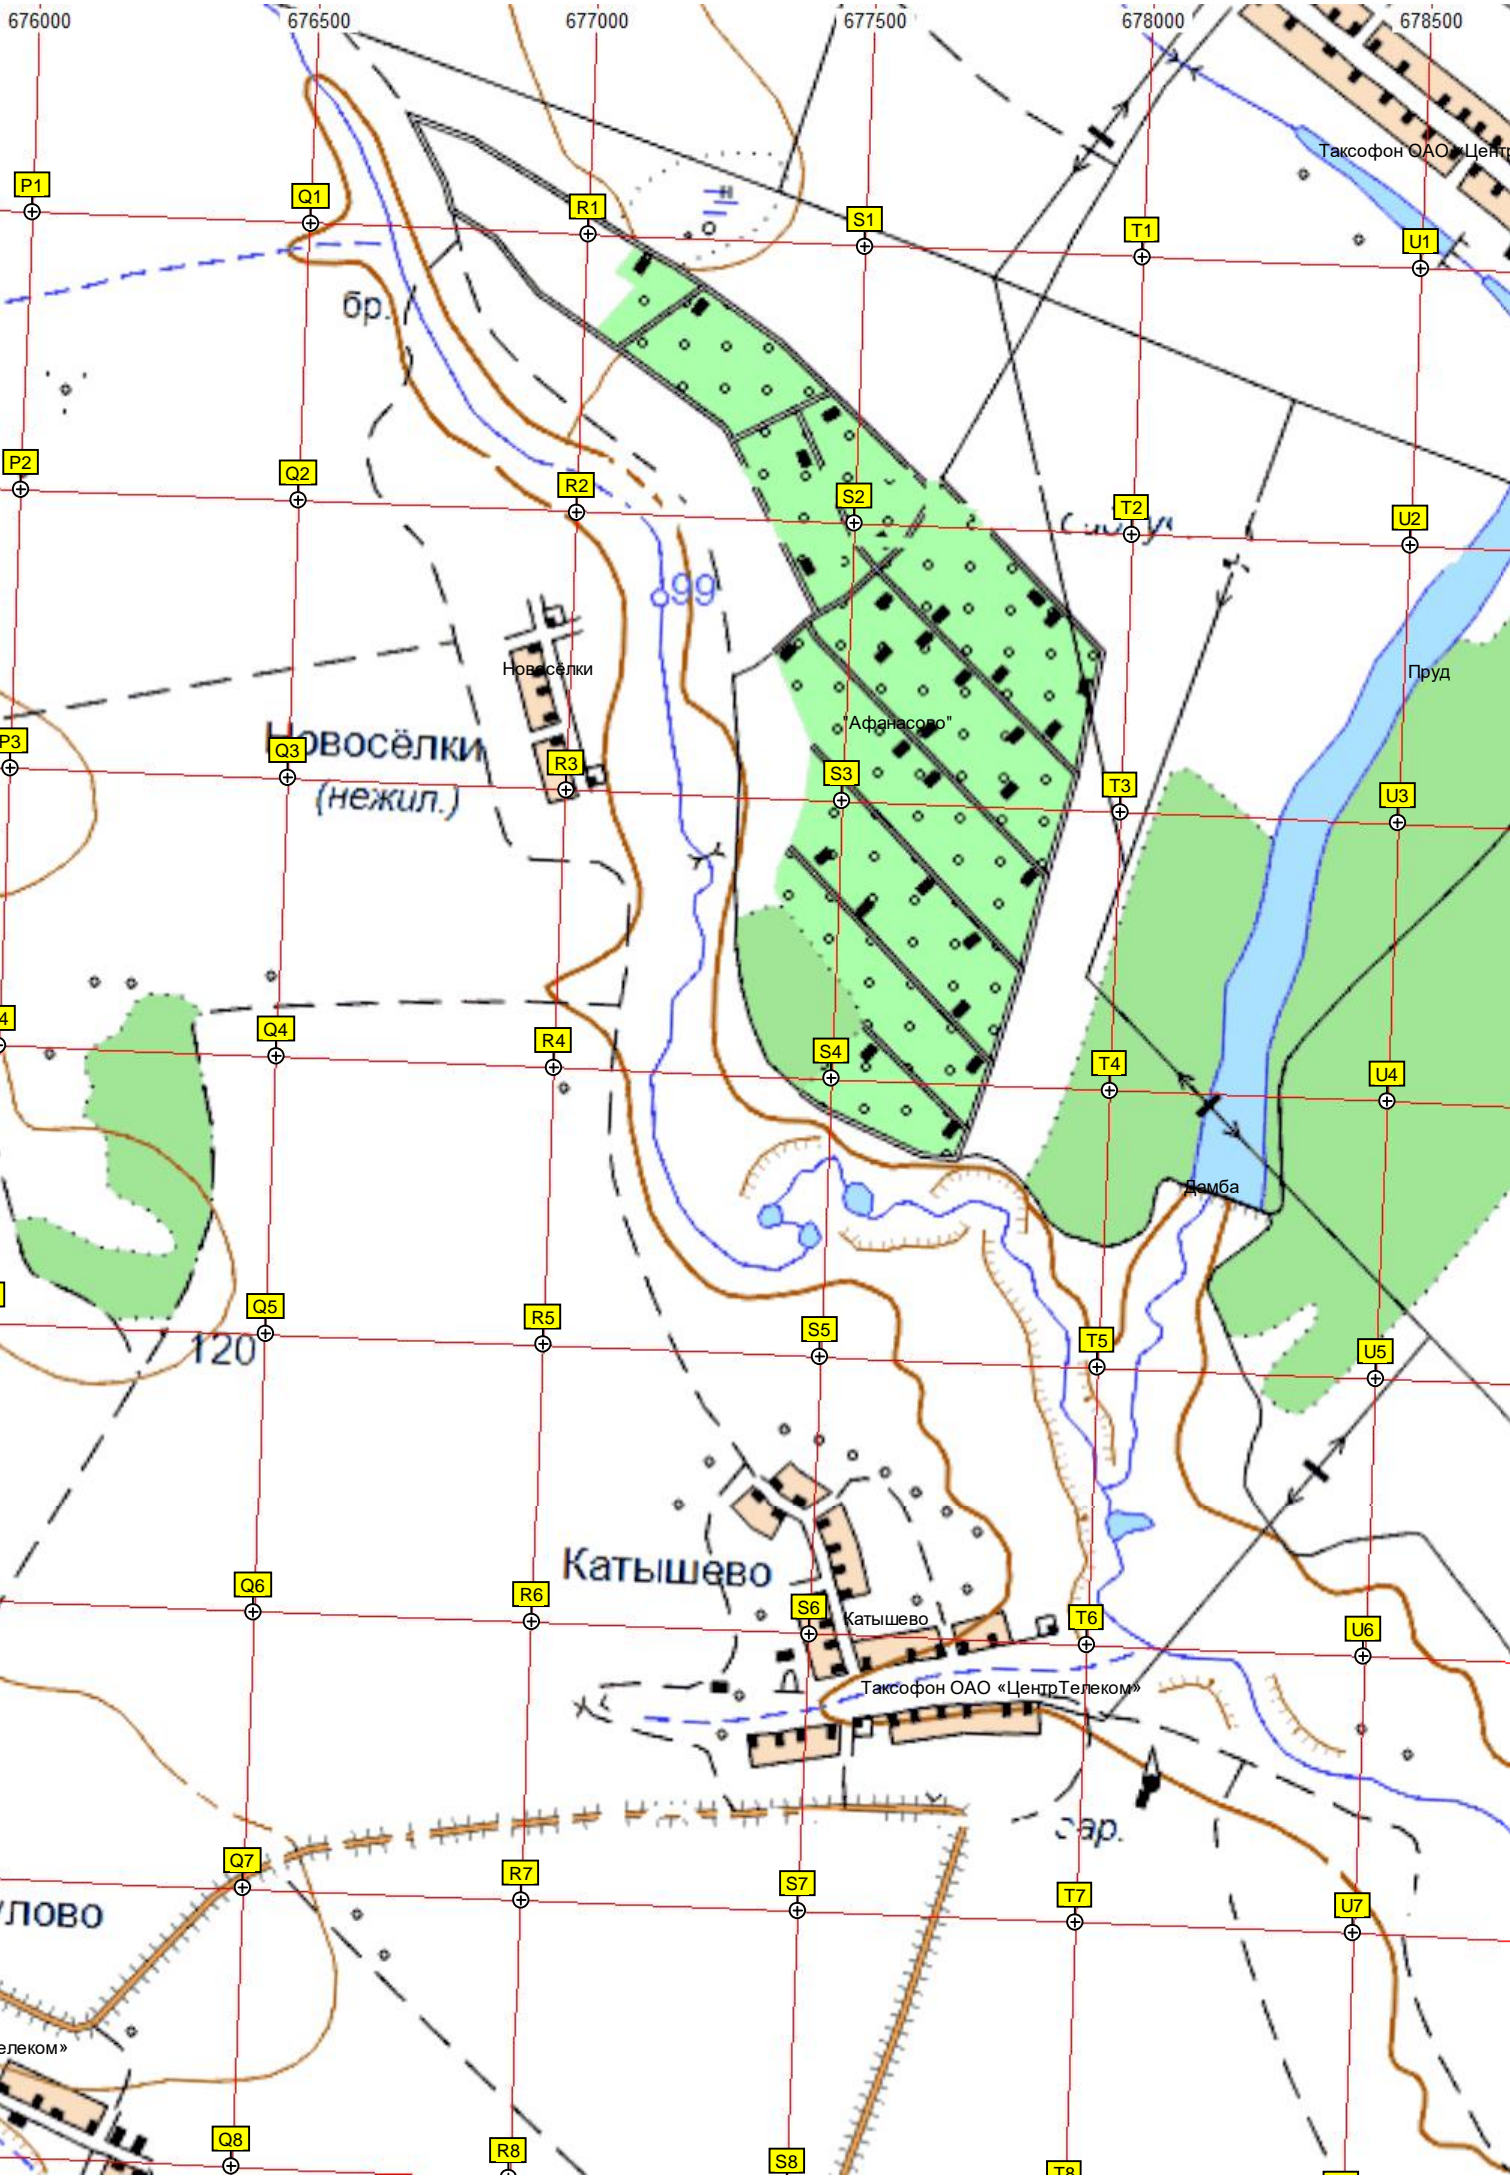 676000 676500 677000 677500 678000 678500
Таксофон ОАО «Центр
P1 Q1 R1 S1 T1 U1
бр.
P2 Q2 R2 S2 T2 U2
99
Новосёлки
Пруд
"Афанасово"
P3 Q3 R3 S3 T3 U3
Новосёлки
(нежил.)
4 Q4 R4 S4 T4 U4
Дамба
Q5 R5 S5 T5 U5
120
Катышево
Q6 R6 S6 T6 U6
Катышево
Таксофон ОАО «ЦентрТелеком»
Q7 R7 S7 T7 U7
лово
елеком»
Q8 R8 S8 T8